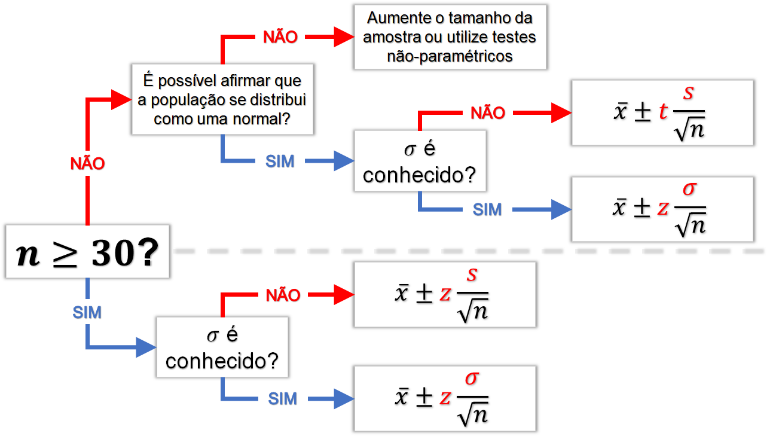 Aumente o tamanho da
amostra ou utilize testes
não-paramétricos
NÃO
É possível afirmar que
a população se distribui
como uma normal?
NÃO
SIM
σ é
conhecido?
NÃO
x̄ ± t s/√n
SIM
x̄ ± z σ/√n
n ≥ 30?
SIM
σ é
conhecido?
NÃO
x̄ ± z s/√n
SIM
x̄ ± z σ/√n